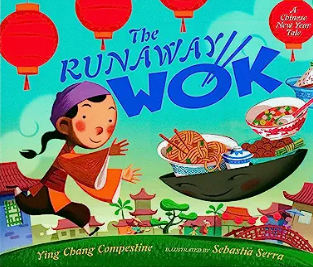 The
RUNAWAY
WOK
A
Chinese
New Year
Tale
Ying Chang Compestine
ILLUSTRATED BY Sebastià Serra